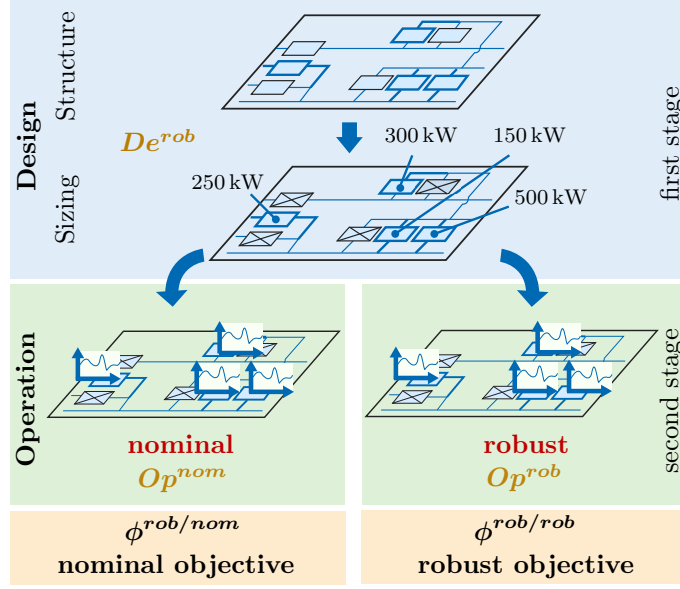 Design
Structure
Sizing
first stage
De^{rob}
300 kW
150 kW
250 kW
500 kW
Operation
second stage
nominal
Op^{nom}
robust
Op^{rob}
ϕ^{rob/nom}
nominal objective
ϕ^{rob/rob}
robust objective